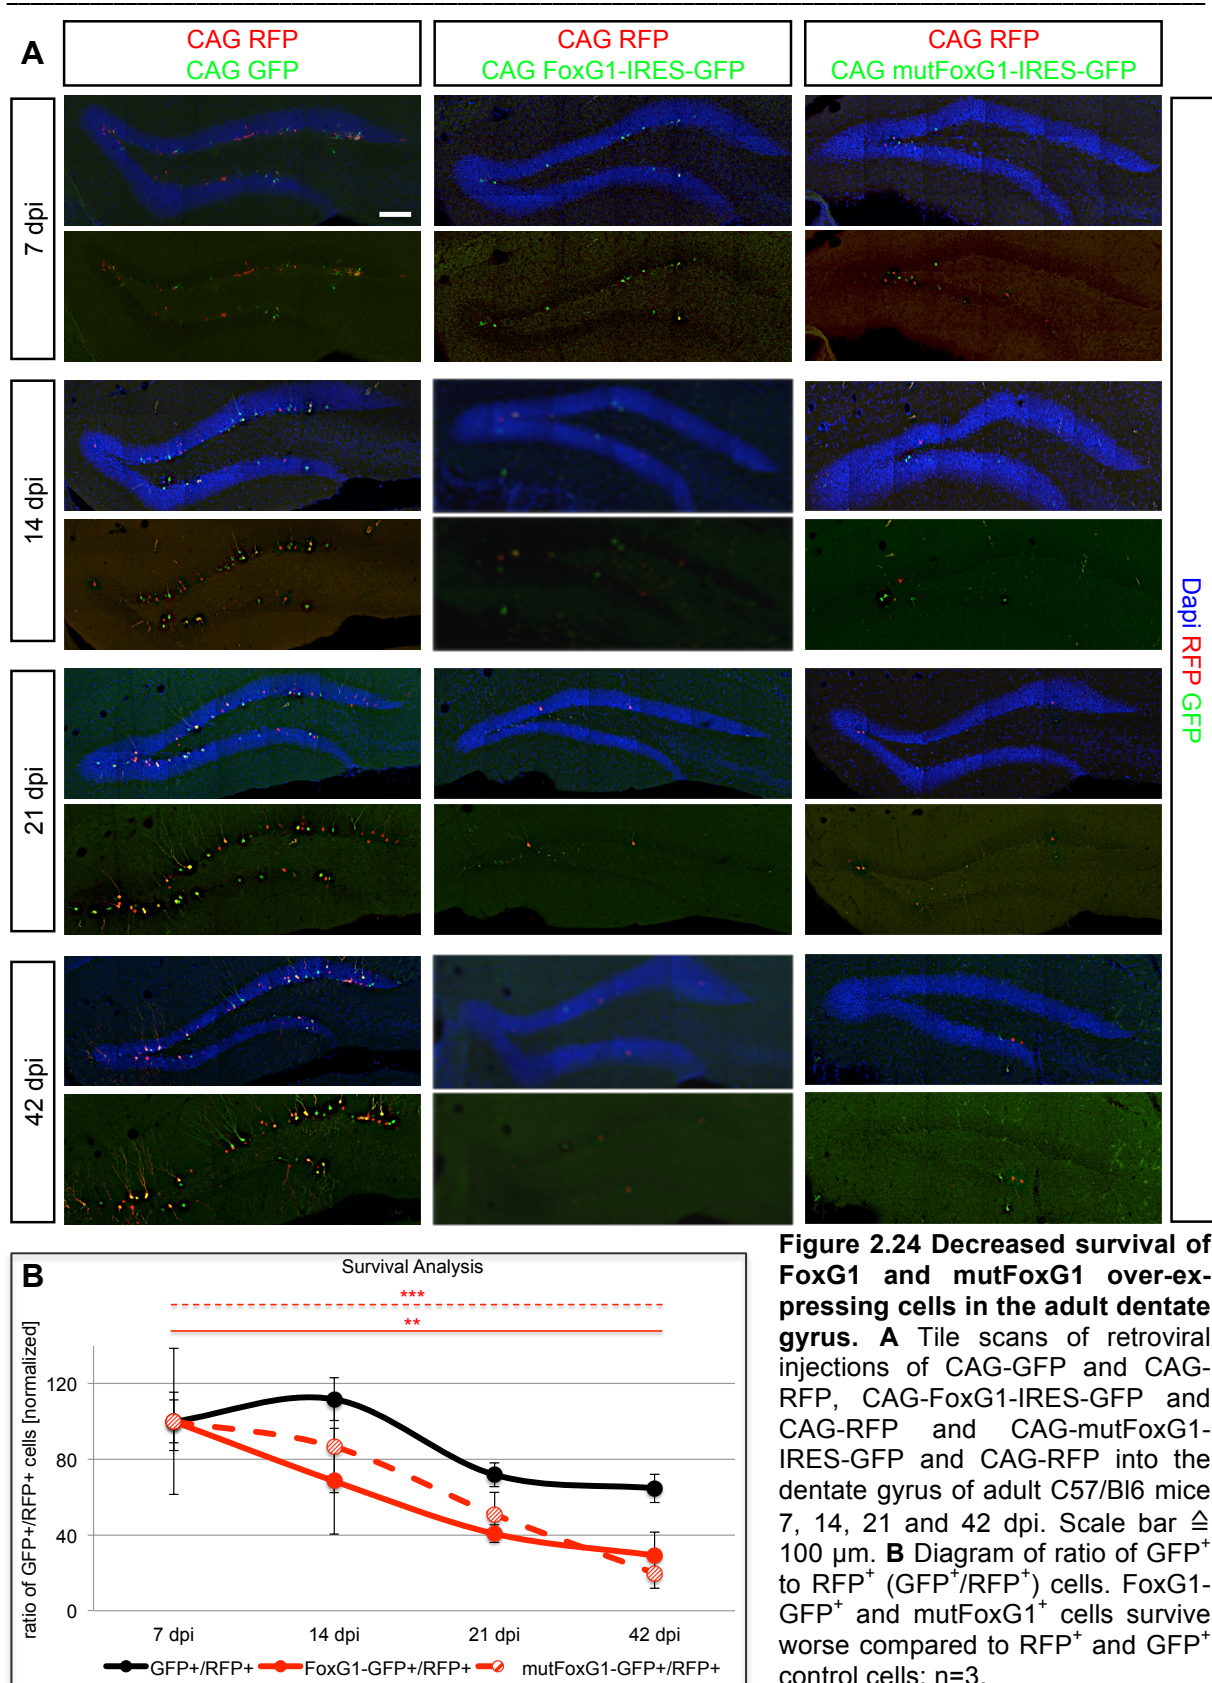 A
CAG RFP
CAG GFP
CAG RFP
CAG FoxG1-IRES-GFP
CAG RFP
CAG mutFoxG1-IRES-GFP
7 dpi
14 dpi
21 dpi
42 dpi
Dapi RFP GFP
B
Survival Analysis
***
**
ratio of GFP+/RFP+ cells [normalized]
120
80
40
0
7 dpi
14 dpi
21 dpi
42 dpi
GFP+/RFP+
FoxG1-GFP+/RFP+
mutFoxG1-GFP+/RFP+
Figure 2.24 Decreased survival of
FoxG1 and mutFoxG1 over-ex-
pressing cells in the adult dentate
gyrus. A Tile scans of retroviral
injections of CAG-GFP and CAG-
RFP, CAG-FoxG1-IRES-GFP and
CAG-RFP and CAG-mutFoxG1-
IRES-GFP and CAG-RFP into the
dentate gyrus of adult C57/Bl6 mice
7, 14, 21 and 42 dpi. Scale bar ≙
100 µm. B Diagram of ratio of GFP⁺
to RFP⁺ (GFP⁺/RFP⁺) cells. FoxG1-
GFP⁺ and mutFoxG1⁺ cells survive
worse compared to RFP⁺ and GFP⁺
control cells; n=3.